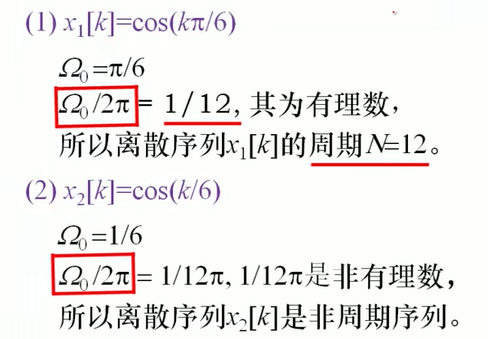 (1) x₁[k]=cos(kπ/6)
Ω₀=π/6
Ω₀/2π = 1/12, 其为有理数，
所以离散序列x₁[k]的周期N=12。
(2) x₂[k]=cos(k/6)
Ω₀=1/6
Ω₀/2π = 1/12π, 1/12π是非有理数，
所以离散序列x₂[k]是非周期序列。